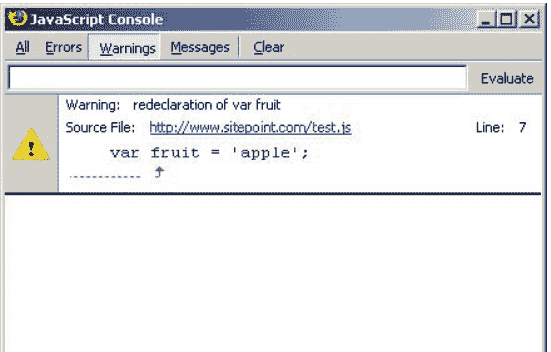 JavaScript Console
All Errors Warnings Messages Clear
Evaluate
Warning: redeclaration of var fruit
Source File: http://www.sitepoint.com/test.js Line: 7
var fruit = 'apple';